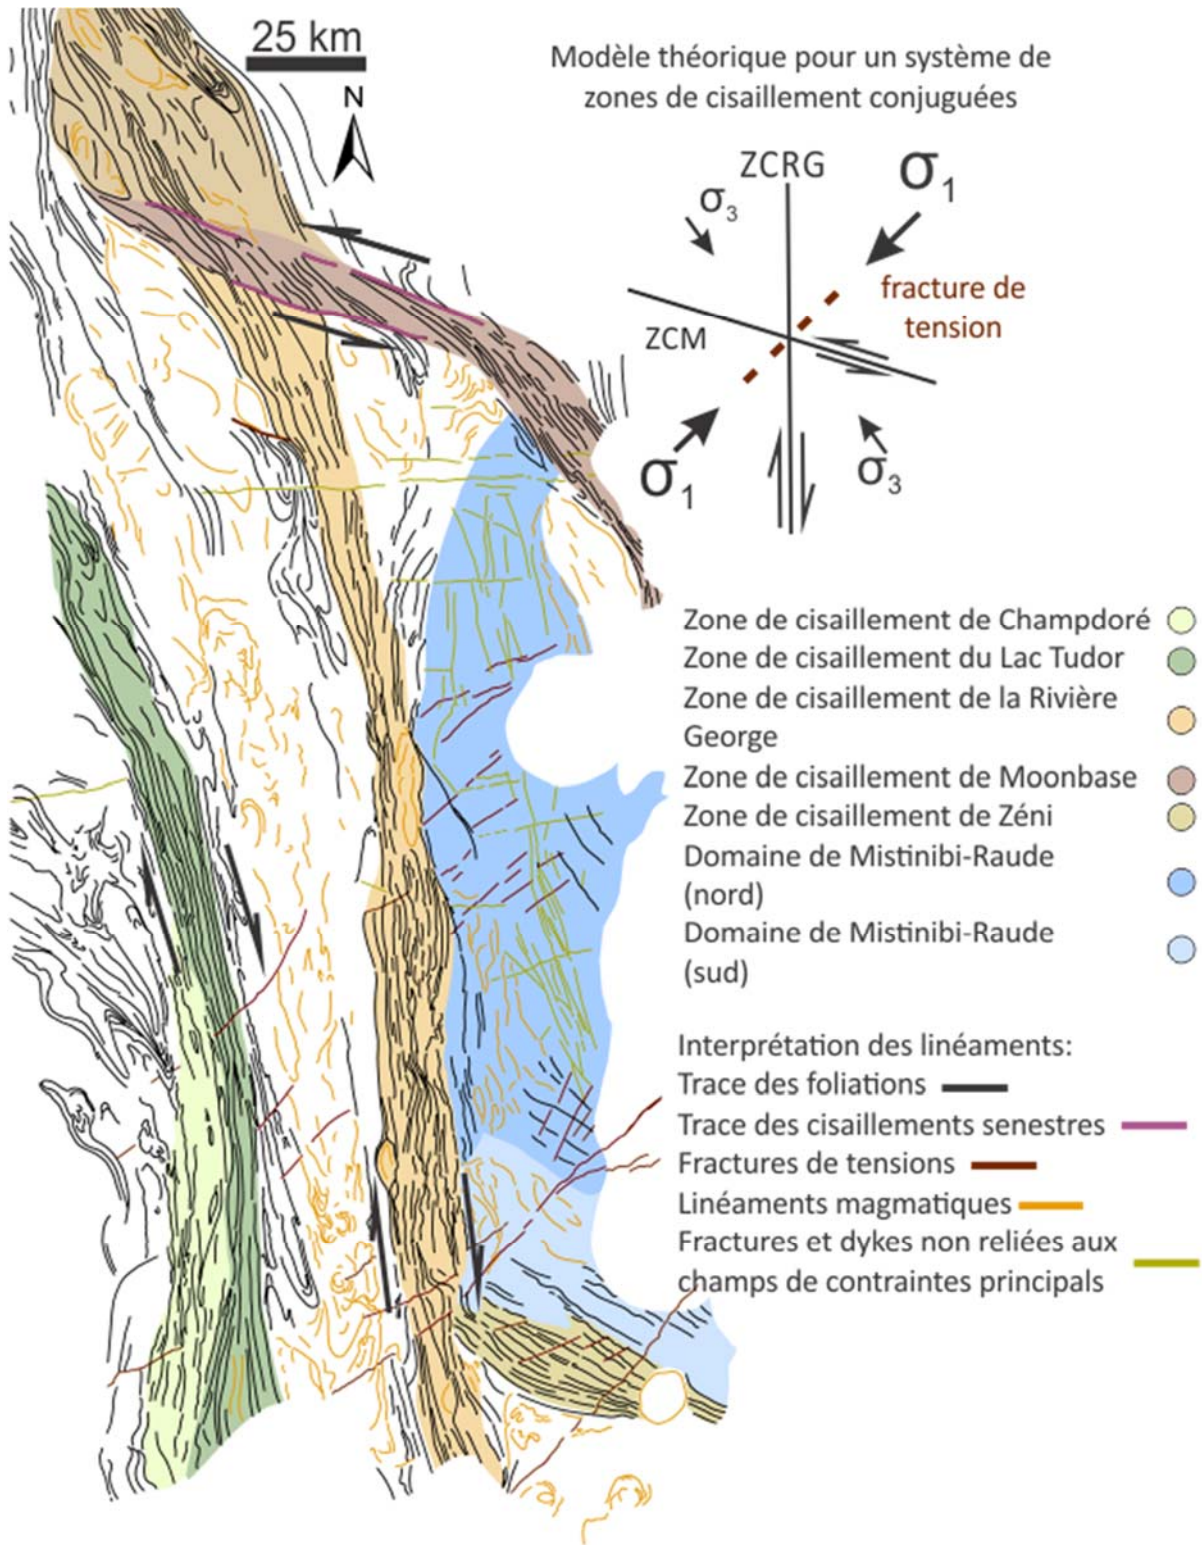 25 km
N
Modèle théorique pour un système de
zones de cisaillement conjuguées
ZCRG
σ1
σ3
fracture de
tension
ZCM
σ1
σ3
Zone de cisaillement de Champdoré
Zone de cisaillement du Lac Tudor
Zone de cisaillement de la Rivière
George
Zone de cisaillement de Moonbase
Zone de cisaillement de Zéni
Domaine de Mistinibi-Raude
(nord)
Domaine de Mistinibi-Raude
(sud)
Interprétation des linéaments:
Trace des foliations
Trace des cisaillements senestres
Fractures de tensions
Linéaments magmatiques
Fractures et dykes non reliées aux
champs de contraintes principals